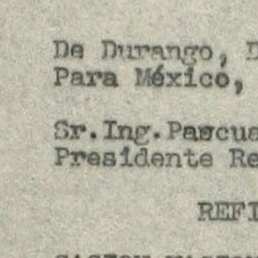 De Durango, D
Para México,
Sr.Ing.Pascua
Presidente Re
REFI